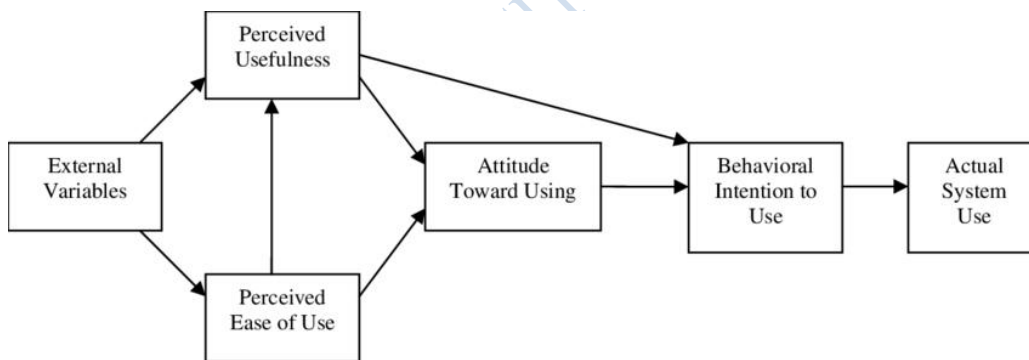 Perceived
Usefulness
External
Variables
Attitude
Toward Using
Behavioral
Intention to
Use
Actual
System
Use
Perceived
Ease of Use